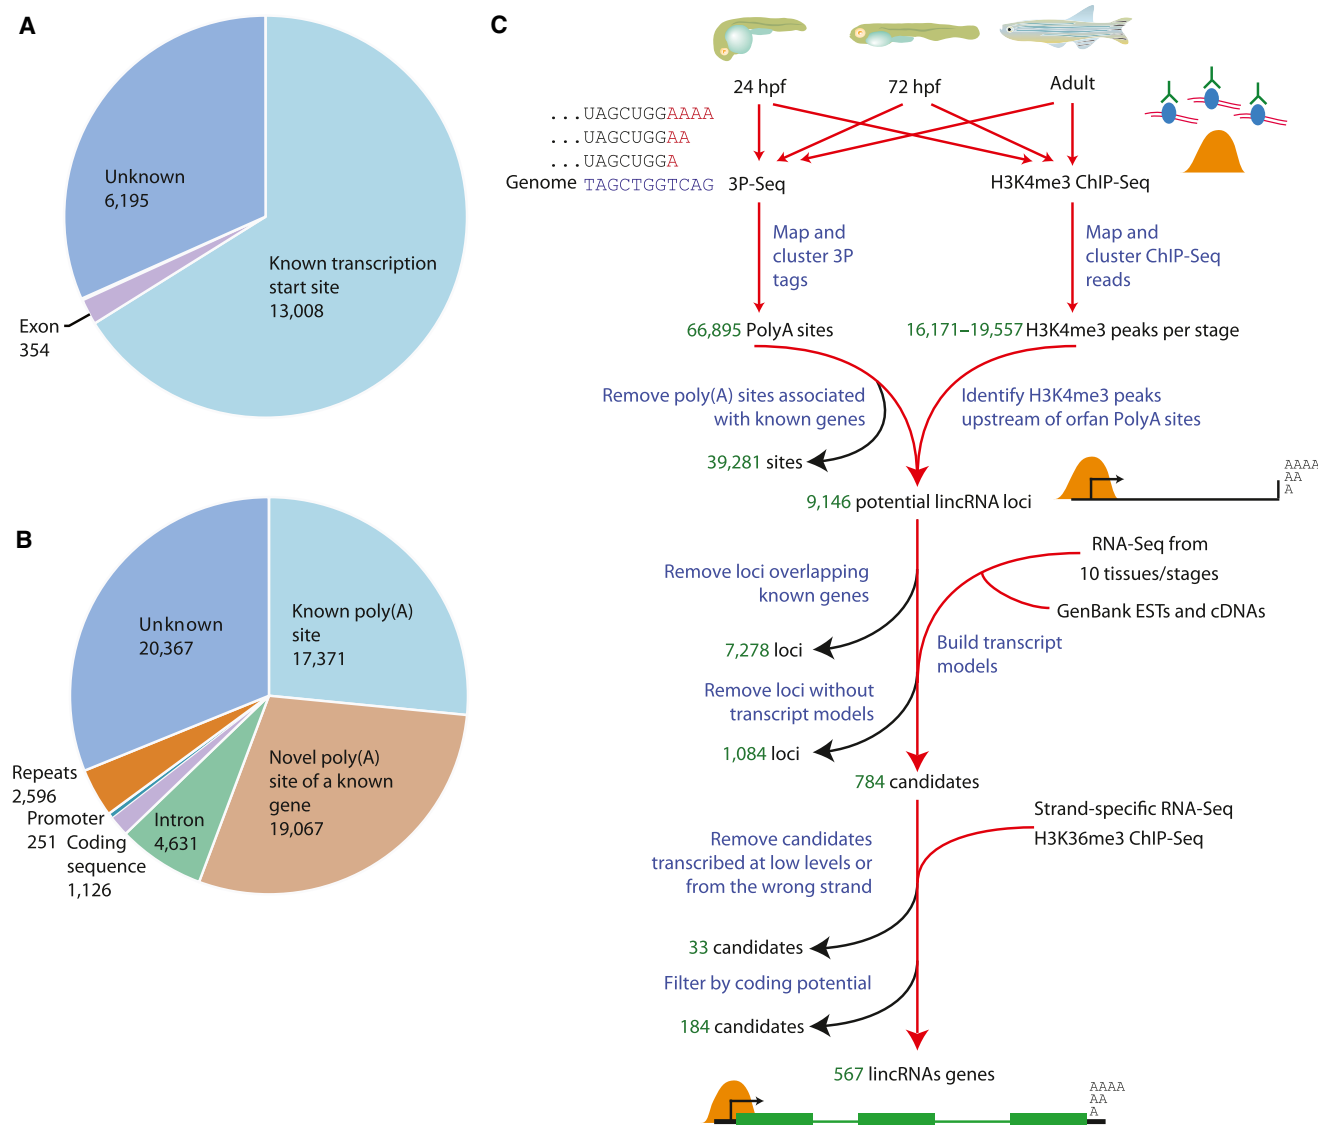 A
Unknown
6,195
Known transcription
start site
13,008
Exon
354
B
Unknown
20,367
Known poly(A)
site
17,371
Novel poly(A)
site of a known
gene
19,067
Repeats
2,596
Promoter
251
Coding
sequence
1,126
Intron
4,631
C
24 hpf
72 hpf
Adult
...UAGCUGGAAAA
...UAGCUGGAA
...UAGCUGGA
Genome TAGCTGGTCAG
3P-Seq
H3K4me3 ChIP-Seq
Map and
cluster 3P
tags
Map and
cluster ChIP-Seq
reads
66,895 PolyA sites
16,171–19,557 H3K4me3 peaks per stage
Remove poly(A) sites associated
with known genes
Identify H3K4me3 peaks
upstream of orfan PolyA sites
39,281 sites
AAAA
AA
A
9,146 potential lincRNA loci
RNA-Seq from
10 tissues/stages
GenBank ESTs and cDNAs
Remove loci overlapping
known genes
7,278 loci
Build transcript
models
Remove loci without
transcript models
1,084 loci
784 candidates
Strand-specific RNA-Seq
H3K36me3 ChIP-Seq
Remove candidates
transcribed at low levels or
from the wrong strand
33 candidates
Filter by coding potential
184 candidates
567 lincRNAs genes
AAAA
AA
A